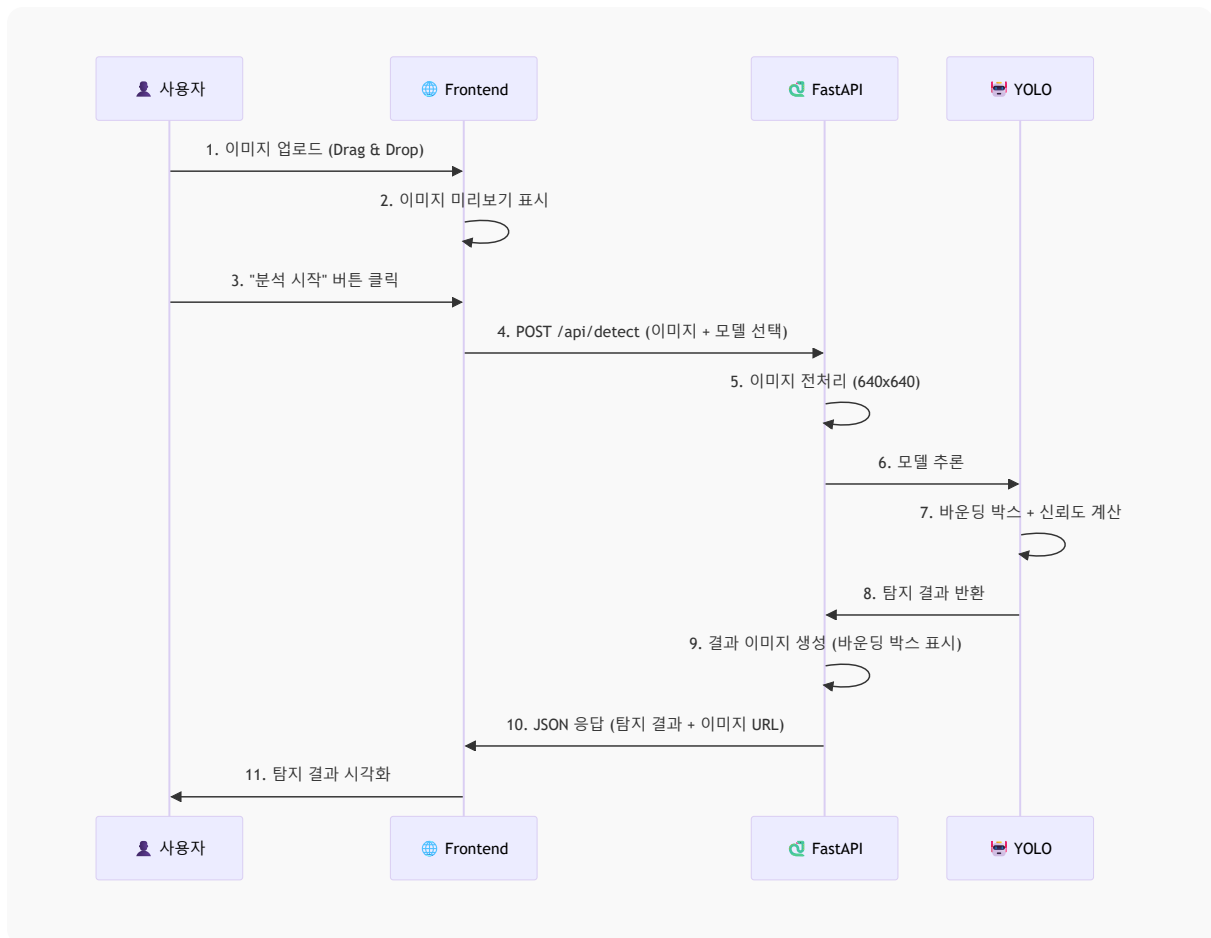 사용자
Frontend
FastAPI
YOLO
1. 이미지 업로드 (Drag & Drop)
2. 이미지 미리보기 표시
3. "분석 시작" 버튼 클릭
4. POST /api/detect (이미지 + 모델 선택)
5. 이미지 전처리 (640x640)
6. 모델 추론
7. 바운딩 박스 + 신뢰도 계산
8. 탐지 결과 반환
9. 결과 이미지 생성 (바운딩 박스 표시)
10. JSON 응답 (탐지 결과 + 이미지 URL)
11. 탐지 결과 시각화
사용자
Frontend
FastAPI
YOLO